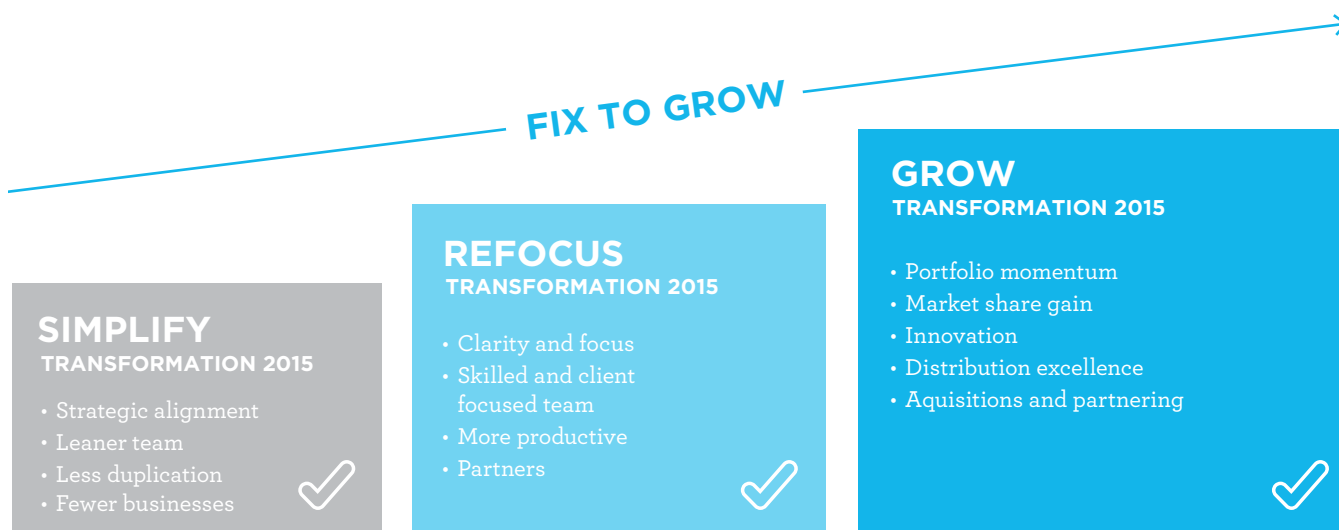 FIX TO GROW
SIMPLIFY
TRANSFORMATION 2015
• Strategic alignment
• Leaner team
• Less duplication
• Fewer businesses
REFOCUS
TRANSFORMATION 2015
• Clarity and focus
• Skilled and client
focused team
• More productive
• Partners
GROW
TRANSFORMATION 2015
• Portfolio momentum
• Market share gain
• Innovation
• Distribution excellence
• Aquisitions and partnering